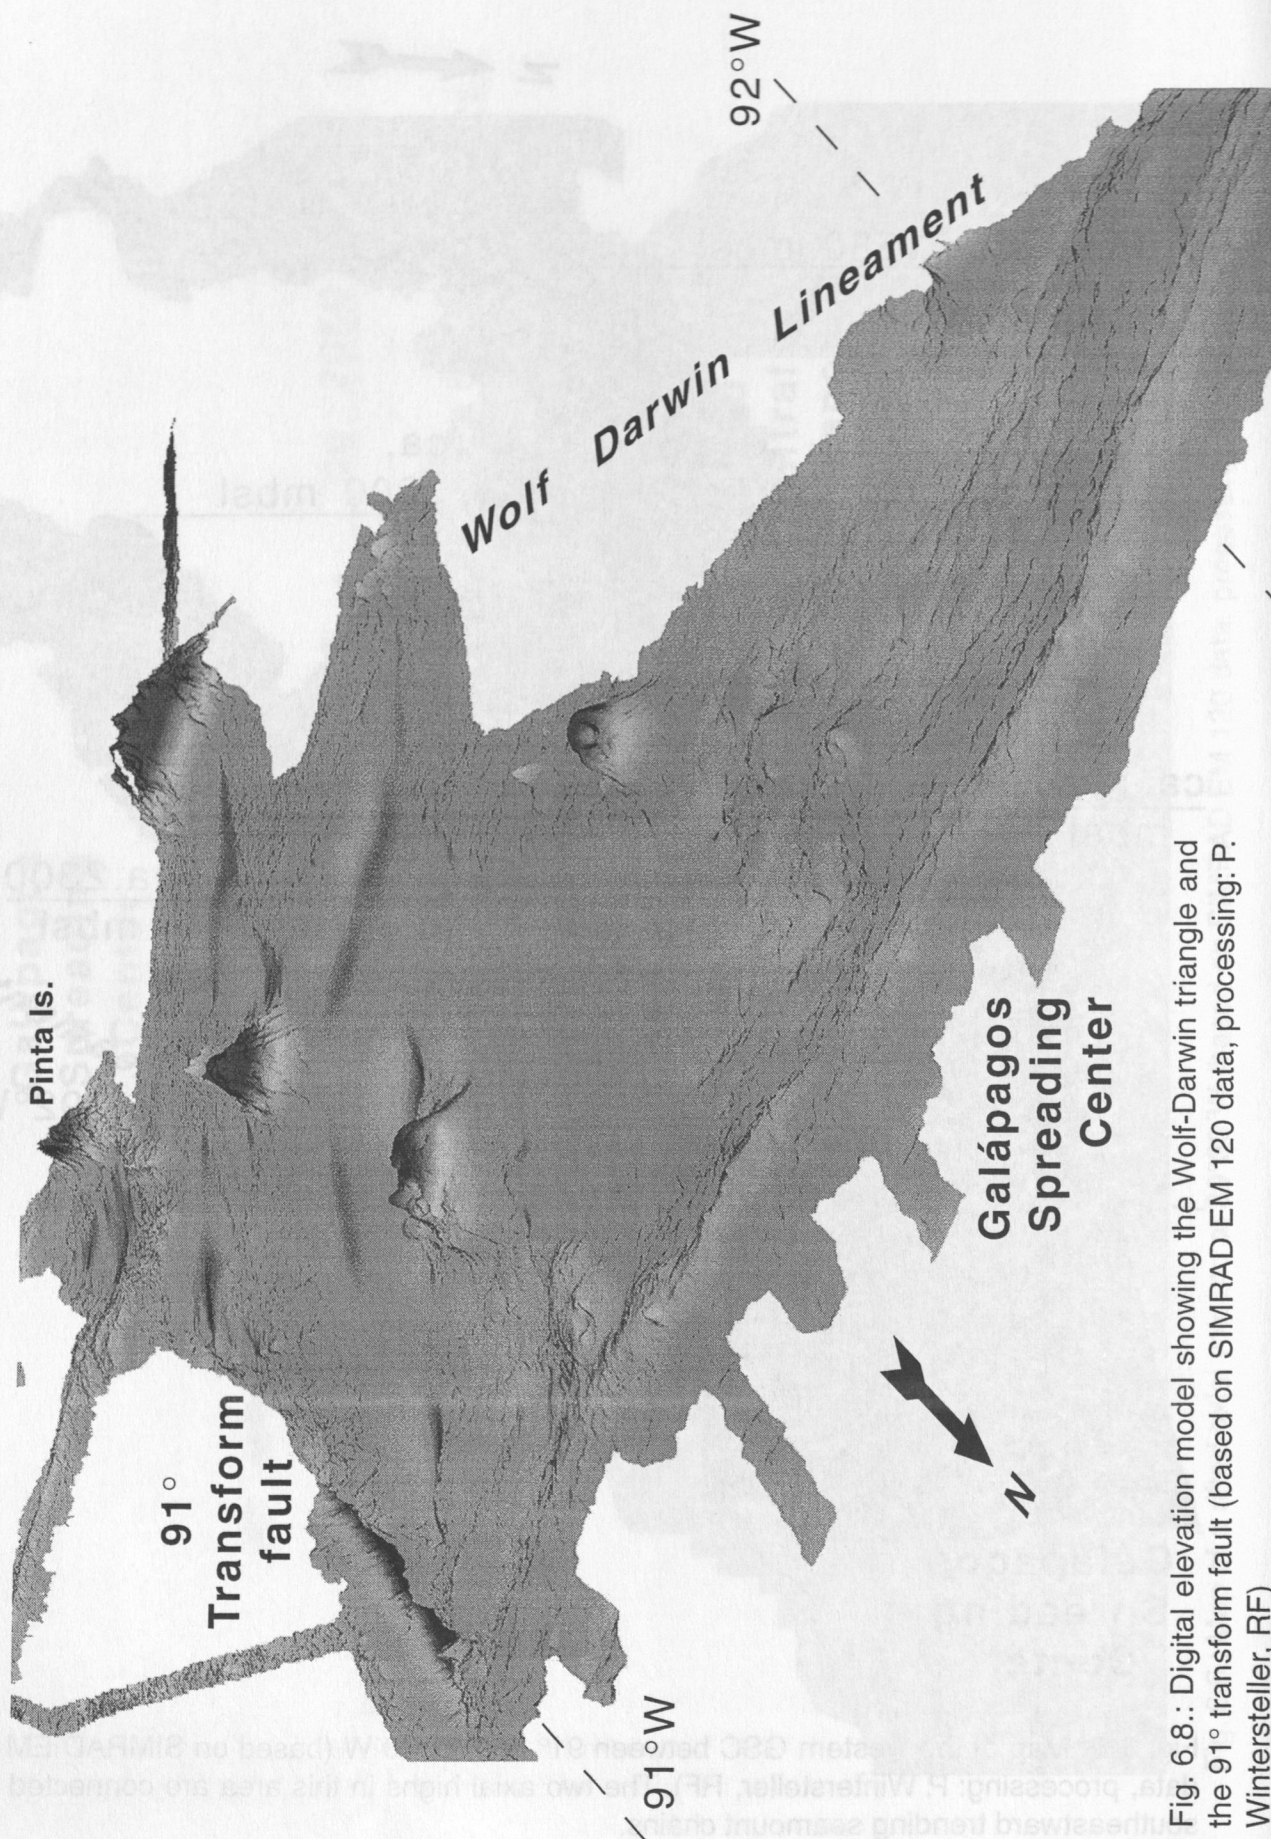 Pinta Is.
91°
Transform
fault
Wolf Darwin Lineament
92°W
91°W
Galápagos
Spreading
Center
N
Fig. 6.8.: Digital elevation model showing the Wolf-Darwin triangle and
the 91° transform fault (based on SIMRAD EM 120 data, processing: P.
Wintersteller, RF)